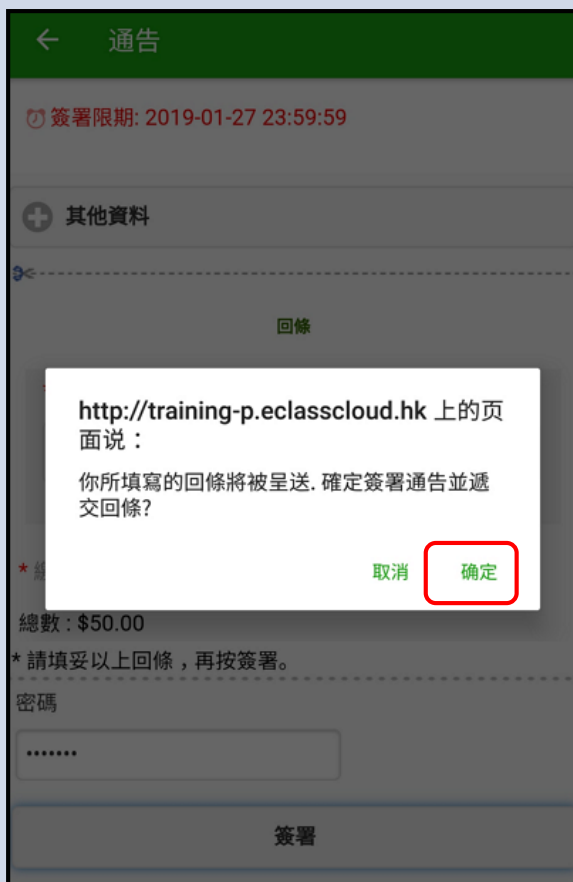 通告
簽署限期: 2019-01-27 23:59:59
其他資料
回條
http://training-p.eclasscloud.hk 上的页
面说：
你所填寫的回條將被呈送. 確定簽署通告並遞
交回條?
取消 确定
*
總數 : $50.00
* 請填妥以上回條，再按簽署。
密碼
•••••••
簽署